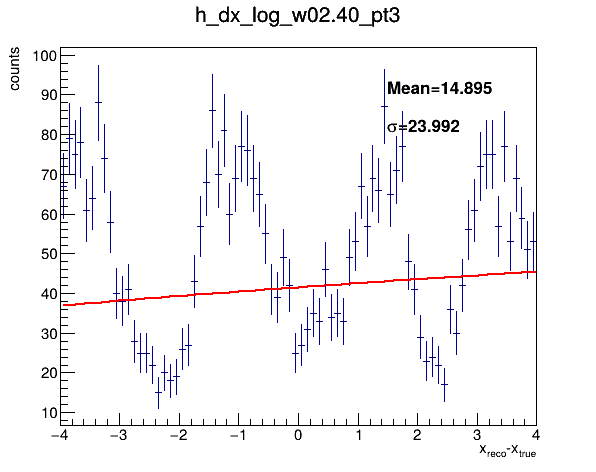 h_dx_log_w02.40_pt3
counts
100
90
80
70
60
50
40
30
20
10
Mean=14.895
σ=23.992
−4 −3 −2 −1 0 1 2 3 4
x_reco-x_true